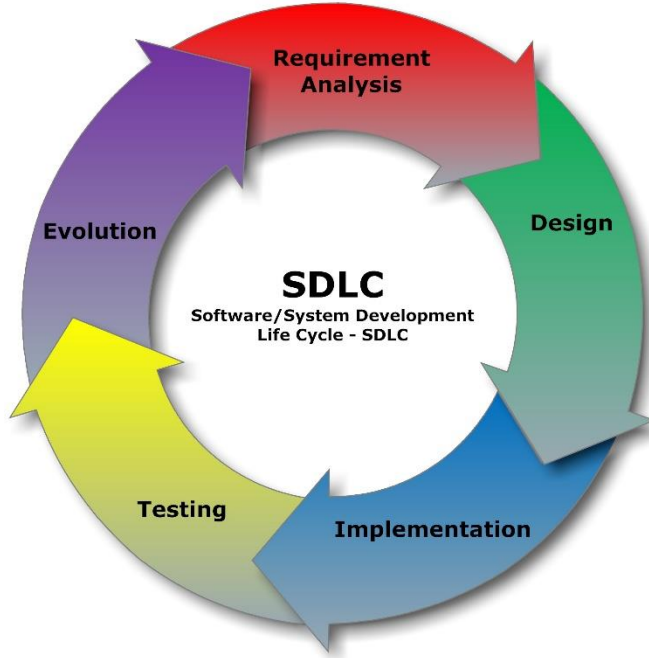 Requirement
Analysis
Design
Implementation
Testing
Evolution
SDLC
Software/System Development
Life Cycle - SDLC